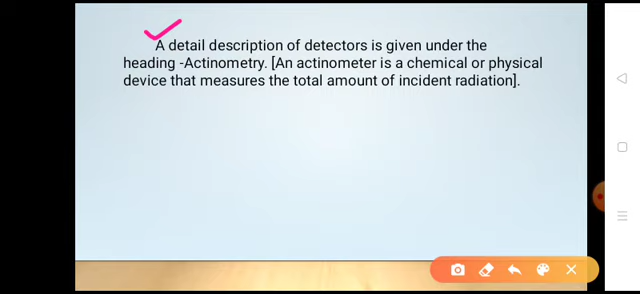 A detail description of detectors is given under the
heading -Actinometry. [An actinometer is a chemical or physical
device that measures the total amount of incident radiation].